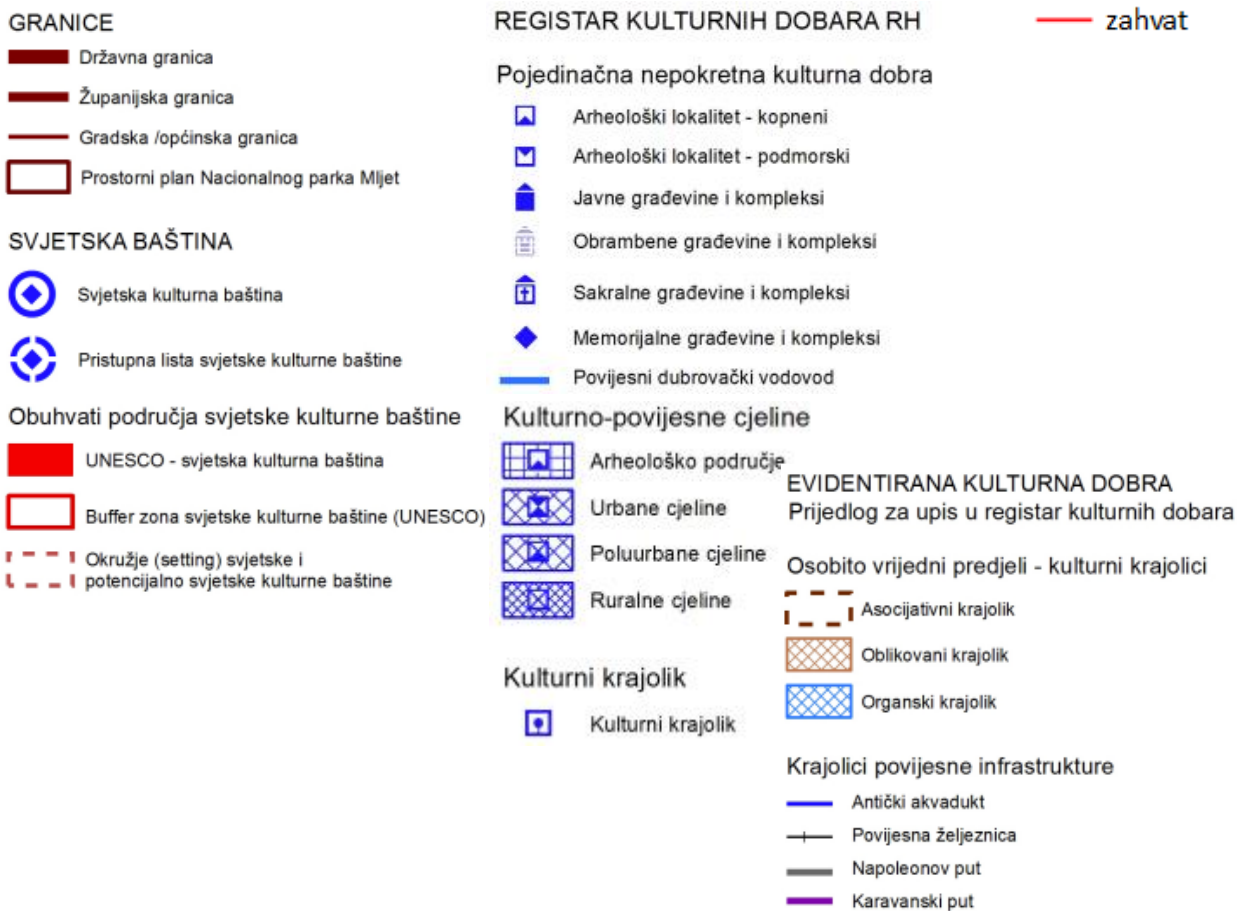 GRANICE
Državna granica
Županijska granica
Gradska /općinska granica
Prostorni plan Nacionalnog parka Mljet
SVJETSKA BAŠTINA
Svjetska kulturna baština
Pristupna lista svjetske kulturne baštine
Obuhvati područja svjetske kulturne baštine
UNESCO - svjetska kulturna baština
Buffer zona svjetske kulturne baštine (UNESCO)
Okružje (setting) svjetske i
potencijalno svjetske kulturne baštine
REGISTAR KULTURNIH DOBARA RH
Pojedinačna nepokretna kulturna dobra
Arheološki lokalitet - kopneni
Arheološki lokalitet - podmorski
Javne građevine i kompleksi
Obrambene građevine i kompleksi
Sakralne građevine i kompleksi
Memorijalne građevine i kompleksi
Povijesni dubrovački vodovod
Kulturno-povijesne cjeline
Arheološko područje
Urbane cjeline
Poluurbane cjeline
Ruralne cjeline
Kulturni krajolik
Kulturni krajolik
zahvat
EVIDENTIRANA KULTURNA DOBRA
Prijedlog za upis u registar kulturnih dobara
Osobito vrijedni predjeli - kulturni krajolici
Asocijativni krajolik
Oblikovani krajolik
Organski krajolik
Krajolici povijesne infrastrukture
Antički akvadukt
Povijesna željeznica
Napoleonov put
Karavanski put